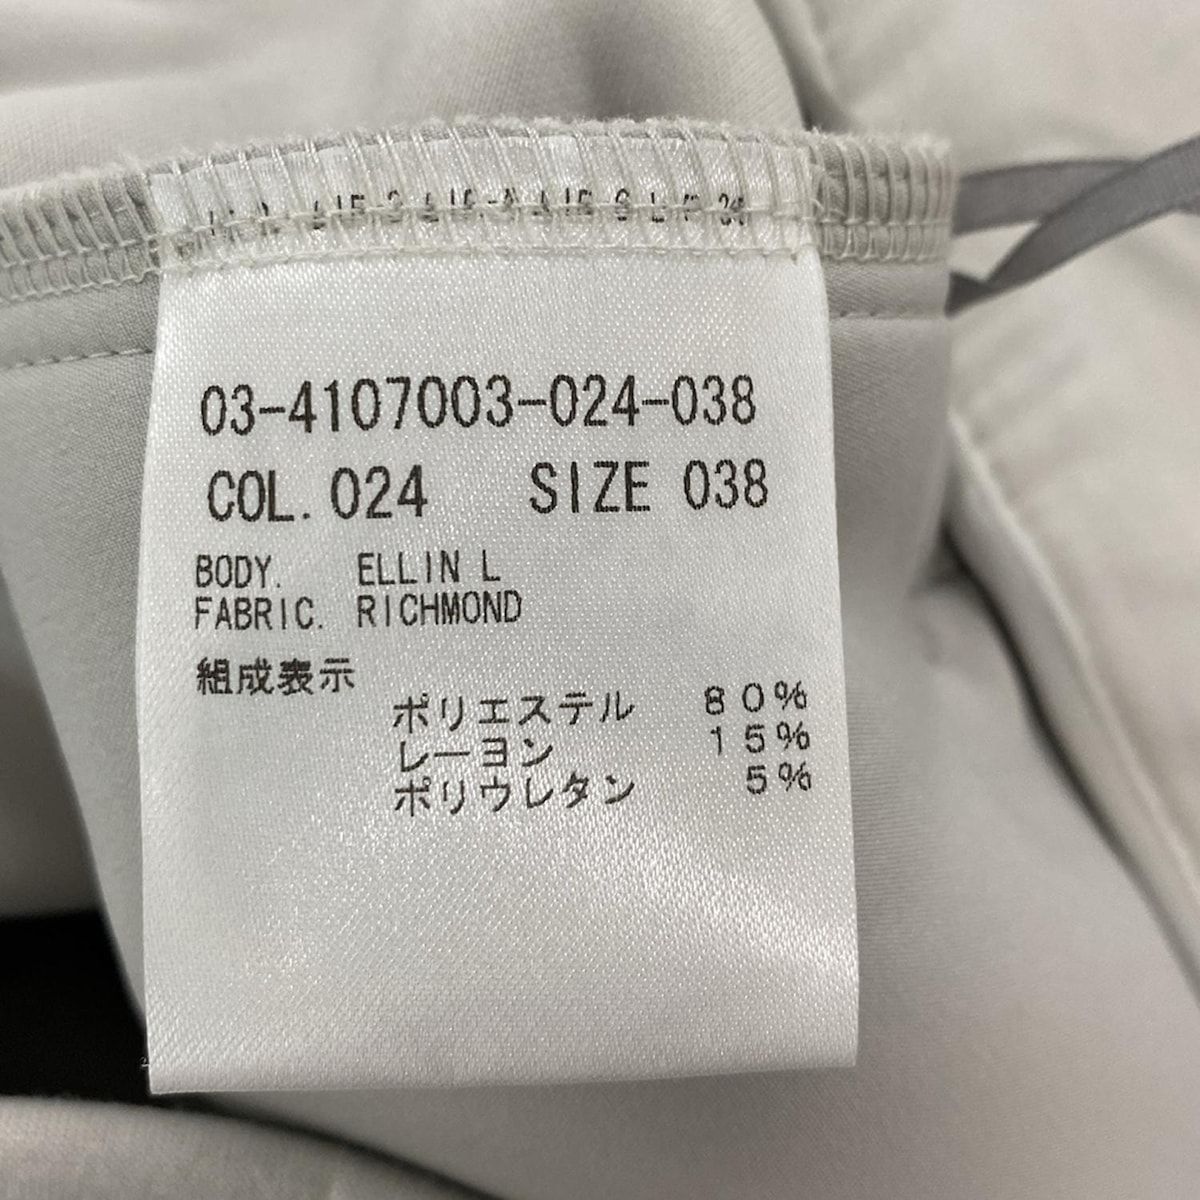 03-4107003-024-038
COL. 024 SIZE 038
BODY. ELLIN L
FABRIC. RICHMOND
組成表示
ポリエステル 80%
レーヨン 15%
ポリウレタン 5%